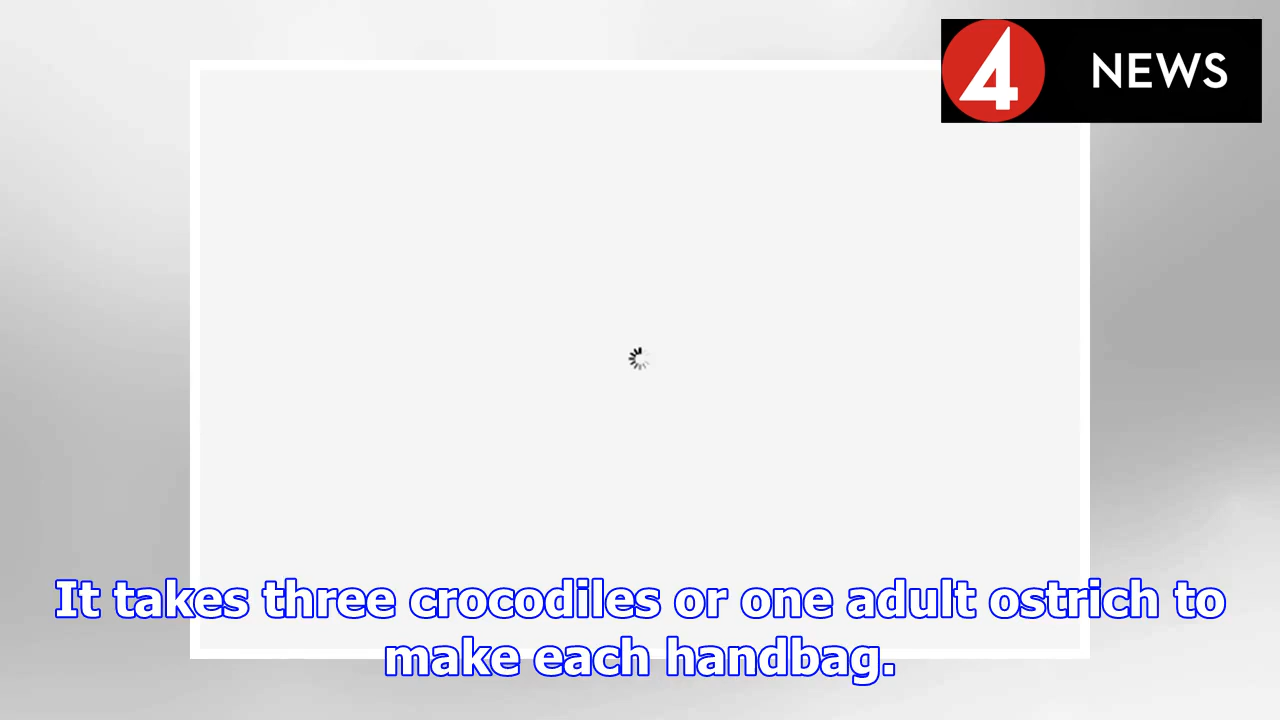 4 NEWS
It takes three crocodiles or one adult ostrich to
make each handbag.